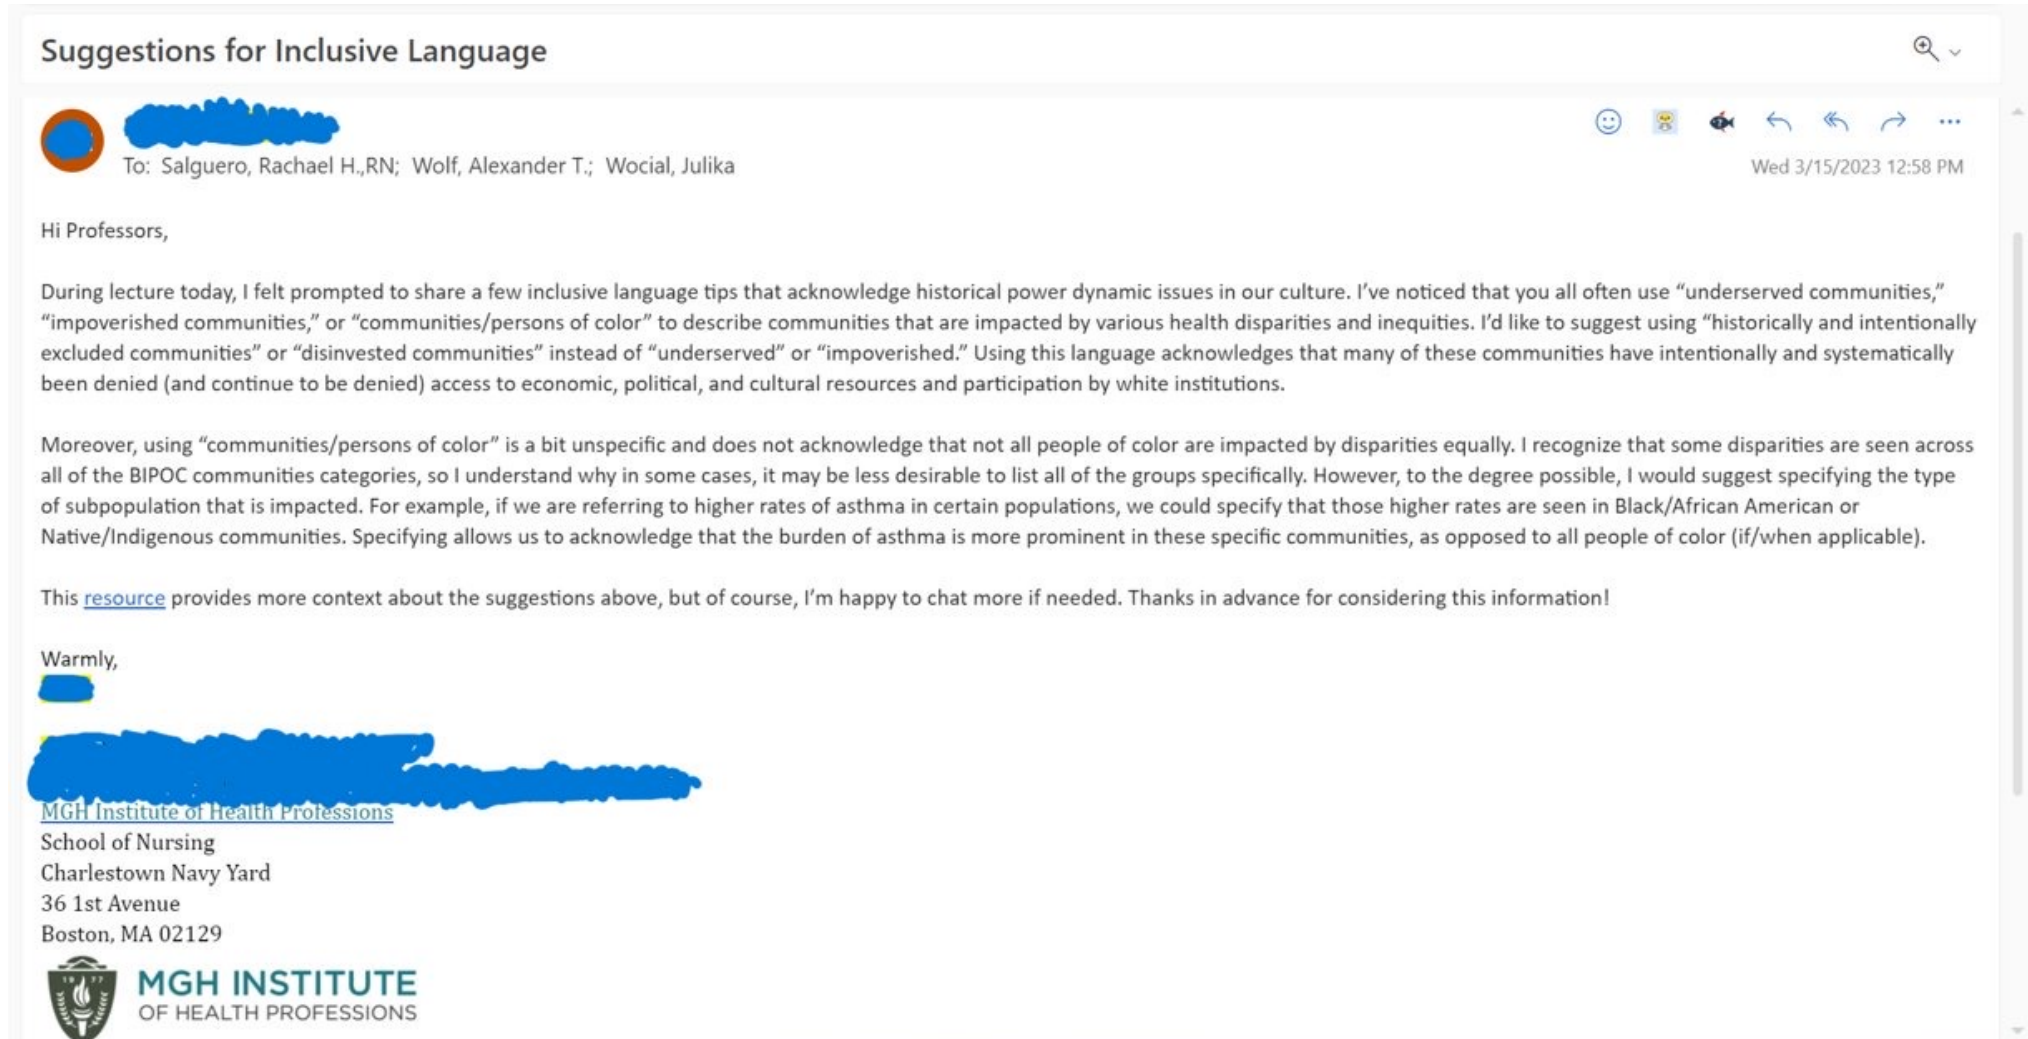 Suggestions for Inclusive Language
To: Salguero, Rachael H.,RN; Wolf, Alexander T.; Wocial, Julika
Wed 3/15/2023 12:58 PM
Hi Professors,
During lecture today, I felt prompted to share a few inclusive language tips that acknowledge historical power dynamic issues in our culture. I’ve noticed that you all often use “underserved communities,”
“impoverished communities,” or “communities/persons of color” to describe communities that are impacted by various health disparities and inequities. I’d like to suggest using “historically and intentionally
excluded communities” or “disinvested communities” instead of “underserved” or “impoverished.” Using this language acknowledges that many of these communities have intentionally and systematically
been denied (and continue to be denied) access to economic, political, and cultural resources and participation by white institutions.
Moreover, using “communities/persons of color” is a bit unspecific and does not acknowledge that not all people of color are impacted by disparities equally. I recognize that some disparities are seen across
all of the BIPOC communities categories, so I understand why in some cases, it may be less desirable to list all of the groups specifically. However, to the degree possible, I would suggest specifying the type
of subpopulation that is impacted. For example, if we are referring to higher rates of asthma in certain populations, we could specify that those higher rates are seen in Black/African American or
Native/Indigenous communities. Specifying allows us to acknowledge that the burden of asthma is more prominent in these specific communities, as opposed to all people of color (if/when applicable).
This resource provides more context about the suggestions above, but of course, I’m happy to chat more if needed. Thanks in advance for considering this information!
Warmly,
MGH Institute of Health Professions
School of Nursing
Charlestown Navy Yard
36 1st Avenue
Boston, MA 02129
1977
MGH INSTITUTE
OF HEALTH PROFESSIONS